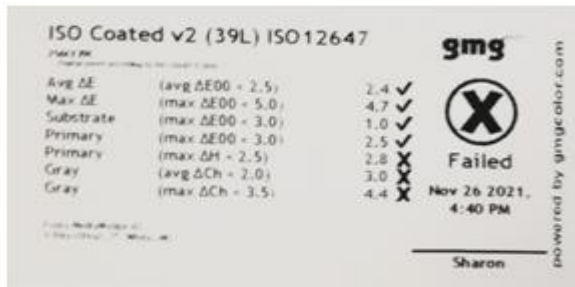 ISO Coated v2 (39L) ISO12647
Avg ΔE (avg ΔE00 - 2.5) 2.4 ✓
Max ΔE (max ΔE00 - 5.0) 4.7 ✓
Substrate (max ΔE00 - 3.0) 1.0 ✓
Primary (max ΔE00 - 3.0) 2.5 ✓
Primary (max ΔH - 2.5) 2.8 X
Gray (avg ΔCh - 2.0) 3.0 X
Gray (max ΔCh - 3.5) 4.4 X
gmg
X
Failed
Nov 26 2021,
4:40 PM
Sharon
powered by gmgcolor.com